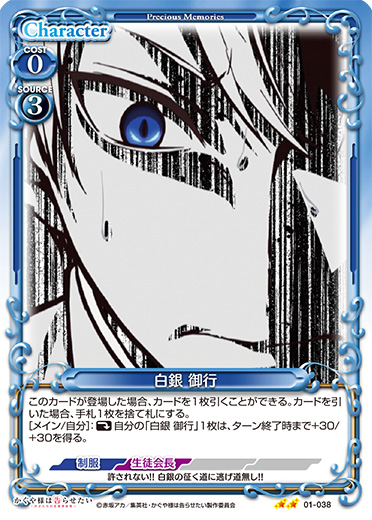 Precious Memories
Character
COST
0
SOURCE
3
白銀 御行
このカードが登場した場合、カードを1枚引くことができる。カードを引
いた場合、手札1枚を捨て札にする。
[メイン/自分]:自分の「白銀 御行」1枚は、ターン終了時まで+30/
+30を得る。
制服 生徒会長
許されない!! 白銀の征く道に逃げ道無し!!
かぐや様は告らせたい
©赤坂アカ/集英社・かぐや様は告らせたい製作委員会
01-038